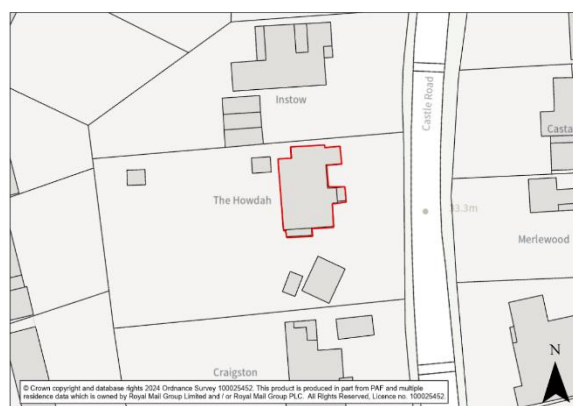 Instow
Castle Road
Casta
The Howdah
13.3m
Merlewood
Craigston
N
© Crown copyright and database rights 2024 Ordnance Survey 100025452. This product is produced in part from PAF and multiple
residence data which is owned by Royal Mail Group Limited and / or Royal Mail Group PLC. All Rights Reserved, Licence no. 100025452.